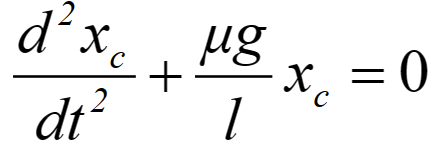 d²x_c/dt² + μg/l x_c = 0